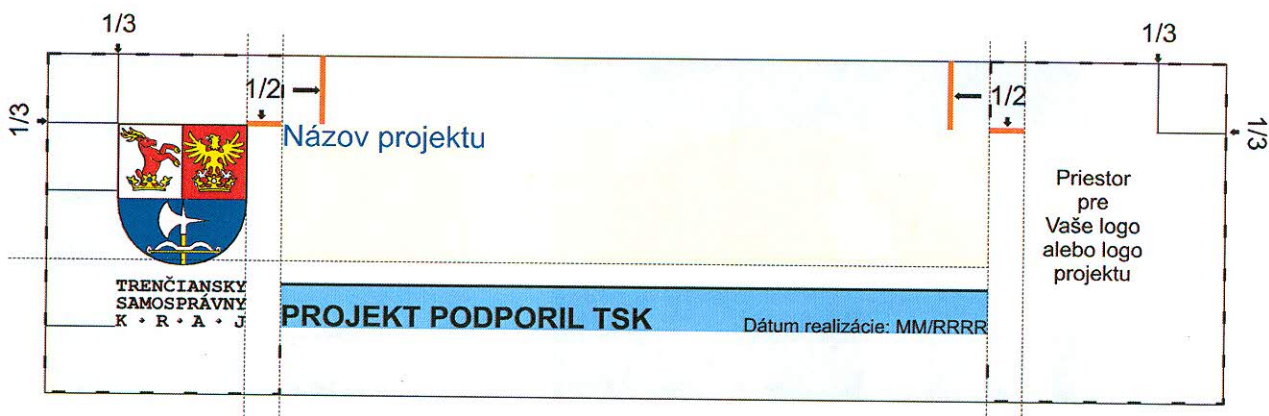 1/3
1/3
1/2
1/2
1/3
1/3
Názov projektu
Priestor
pre
Vaše logo
alebo logo
projektu
TRENČIANSKY
SAMOSPRÁVNY
K • R • A • J
PROJEKT PODPORIL TSK
Dátum realizácie: MM/RRRR